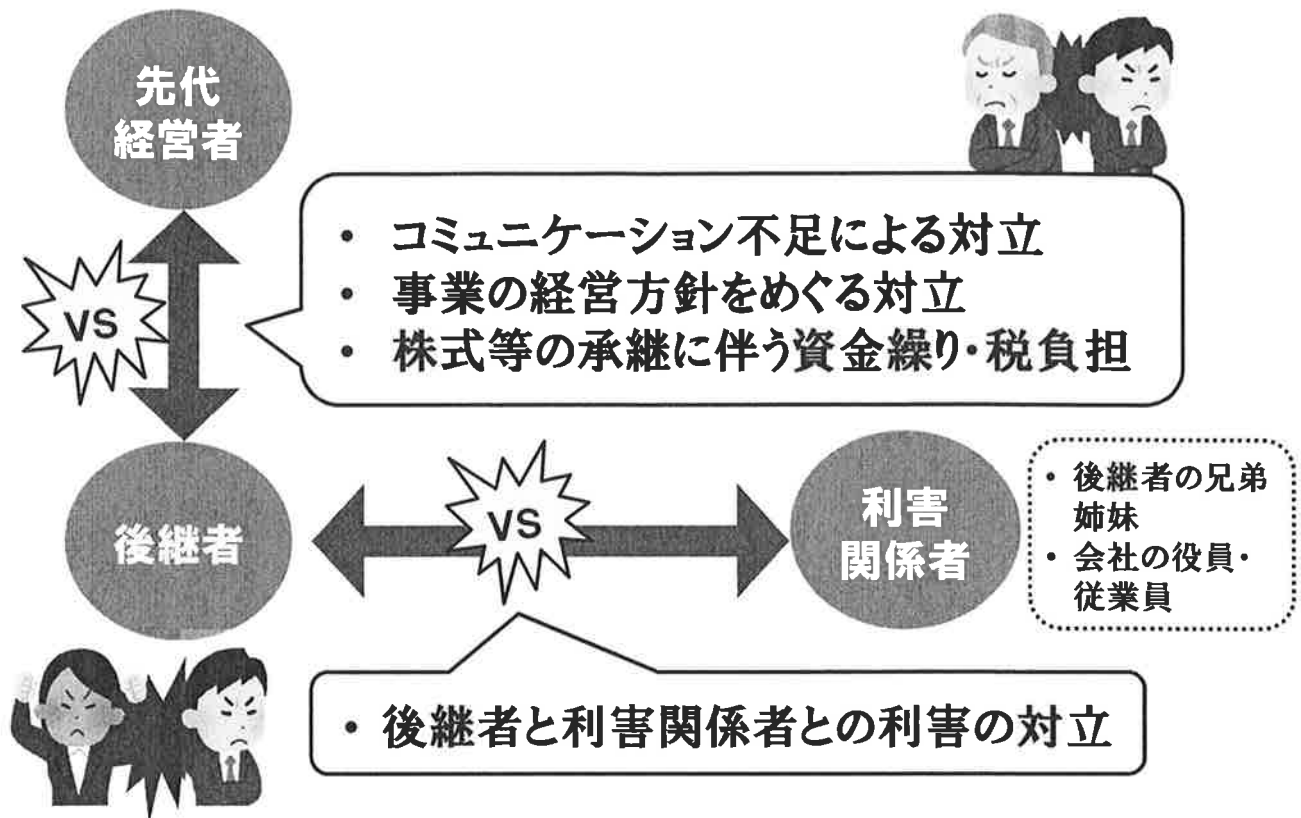 先代
経営者
・ コミュニケーション不足による対立
・ 事業の経営方針をめぐる対立
・ 株式等の承継に伴う資金繰り・税負担
VS
後継者
VS
利害
関係者
・ 後継者の兄弟
姉妹
・ 会社の役員・
従業員
・ 後継者と利害関係者との利害の対立